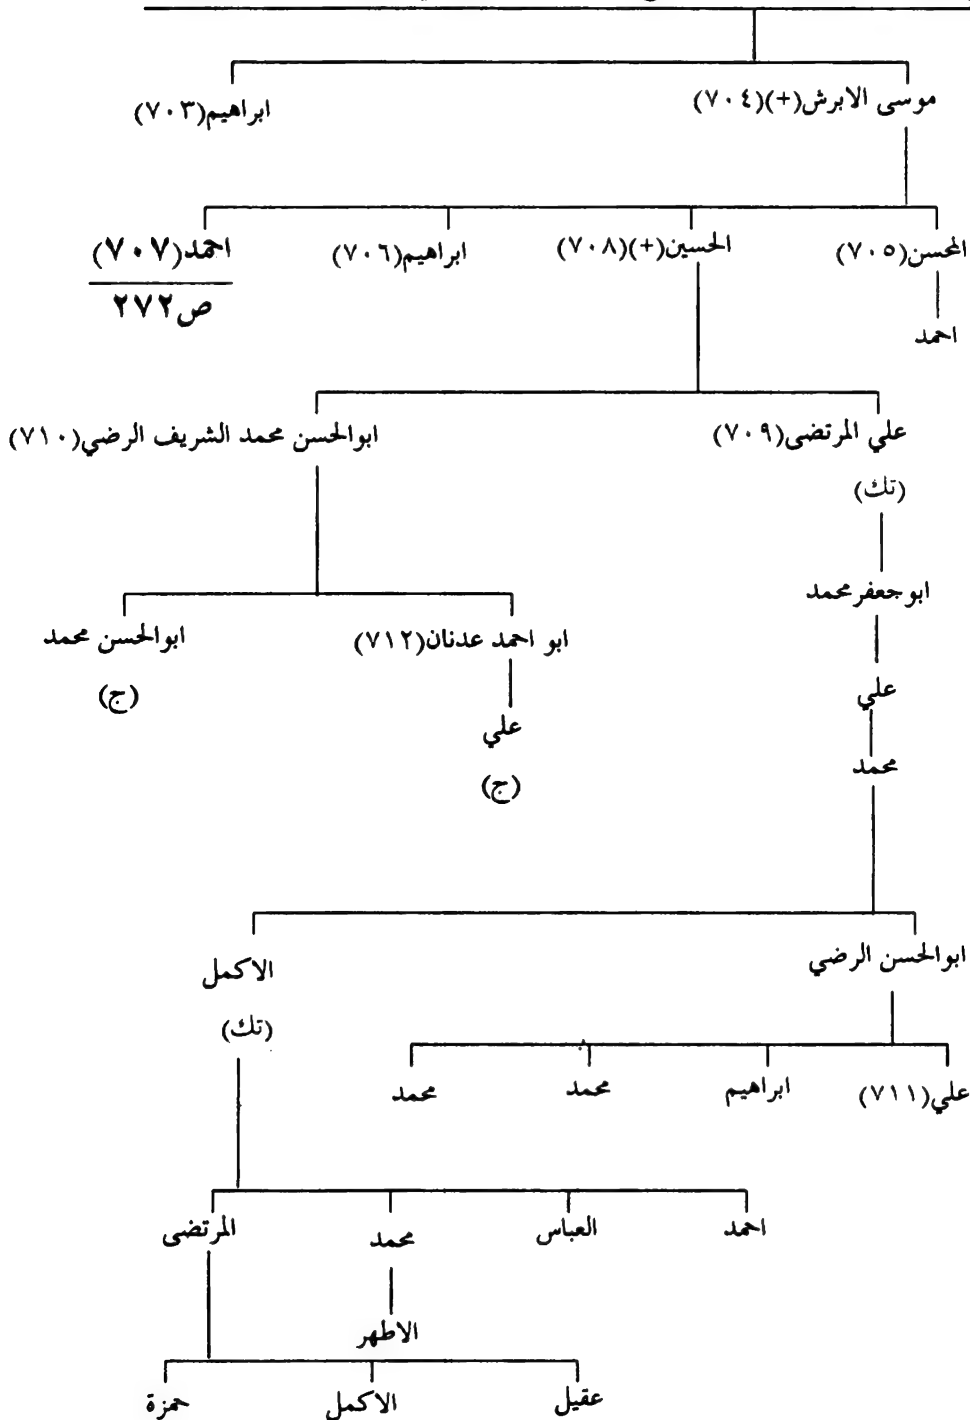 موسى الابرش(+)(٧٠٤) ابراهيم(٧٠٣)
المحسن(٧٠٥) الحسين(+)(٧٠٨) ابراهيم(٧٠٦) احمد(٧٠٧)
ص٢٧٢
احمد
علي المرتضى(٧٠٩) ابوالحسن محمد الشريف الرضي(٧١٠)
(تك)
ابوجعفر محمد
ابو احمد عدنان(٧١٢) ابوالحسن محمد
علي (ج)
علي
محمد
(ج)
ابوالحسن الرضي الاكمل
(تك)
علي(٧١١) ابراهيم محمد محمد
احمد العباس محمد المرتضى
الاطهر
عقيل الاكمل حمزة